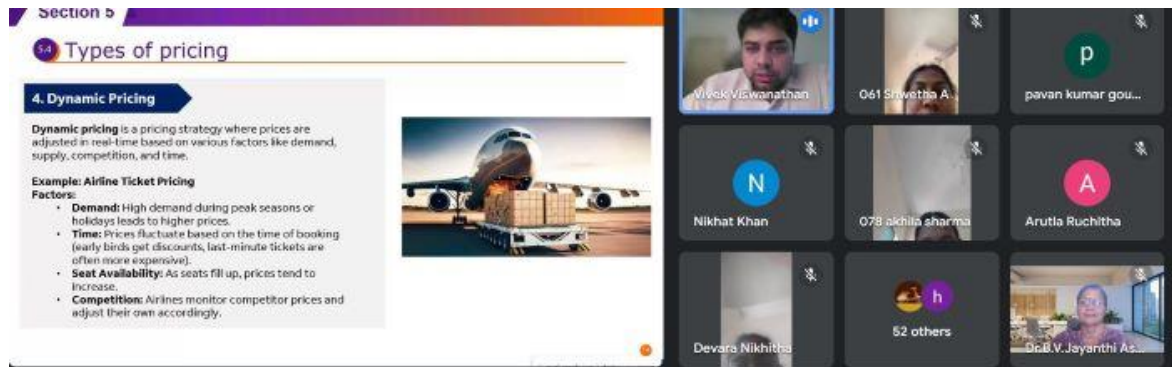 Section 5
5.4 Types of pricing
4. Dynamic Pricing
Dynamic pricing is a pricing strategy where prices are
adjusted in real-time based on various factors like demand,
supply, competition, and time.
Example: Airline Ticket Pricing
Factors:
• Demand: High demand during peak seasons or
holidays leads to higher prices.
• Time: Prices fluctuate based on the time of booking
(early birds get discounts, last-minute tickets are
often more expensive).
• Seat Availability: As seats fill up, prices tend to
increase.
• Competition: Airlines monitor competitor prices and
adjust their own accordingly.
Vivek Viswanathan
061 Shwetha A
p
pavan kumar gou...
N
Nikhat Khan
078 akhila sharma
A
Arutla Ruchitha
Devara Nikhitha
h
52 others
Dr.B.V.Jayanthi As...